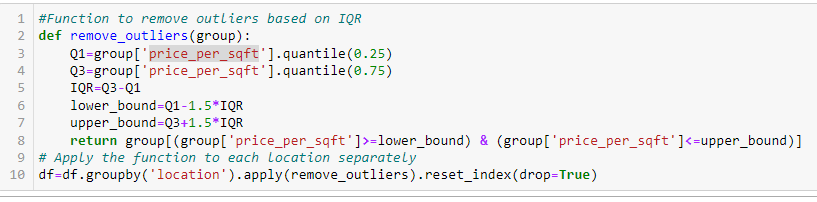 1 #Function to remove outliers based on IQR
2 def remove_outliers(group):
3     Q1=group['price_per_sqft'].quantile(0.25)
4     Q3=group['price_per_sqft'].quantile(0.75)
5     IQR=Q3-Q1
6     lower_bound=Q1-1.5*IQR
7     upper_bound=Q3+1.5*IQR
8     return group[(group['price_per_sqft']>=lower_bound) & (group['price_per_sqft']<=upper_bound)]
9 # Apply the function to each location separately
10 df=df.groupby('location').apply(remove_outliers).reset_index(drop=True)